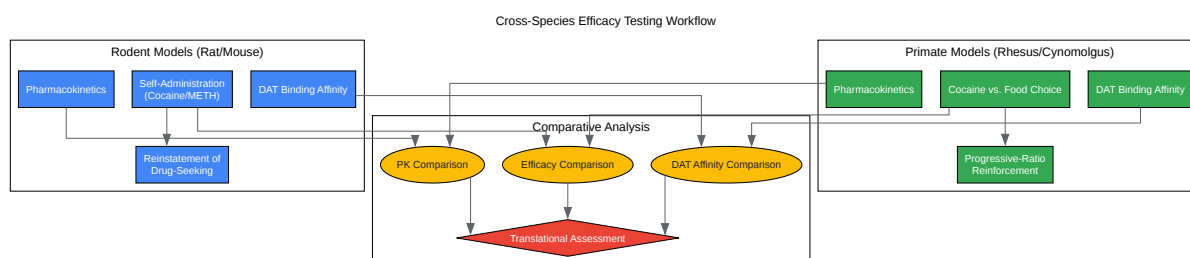 Cross-Species Efficacy Testing Workflow
Rodent Models (Rat/Mouse)
Pharmacokinetics
Self-Administration
(Cocaine/METH)
DAT Binding Affinity
Reinstatement of
Drug-Seeking
Primate Models (Rhesus/Cynomolgus)
Pharmacokinetics
Cocaine vs. Food Choice
DAT Binding Affinity
Progressive-Ratio
Reinforcement
Comparative Analysis
PK Comparison
Efficacy Comparison
DAT Affinity Comparison
Translational Assessment